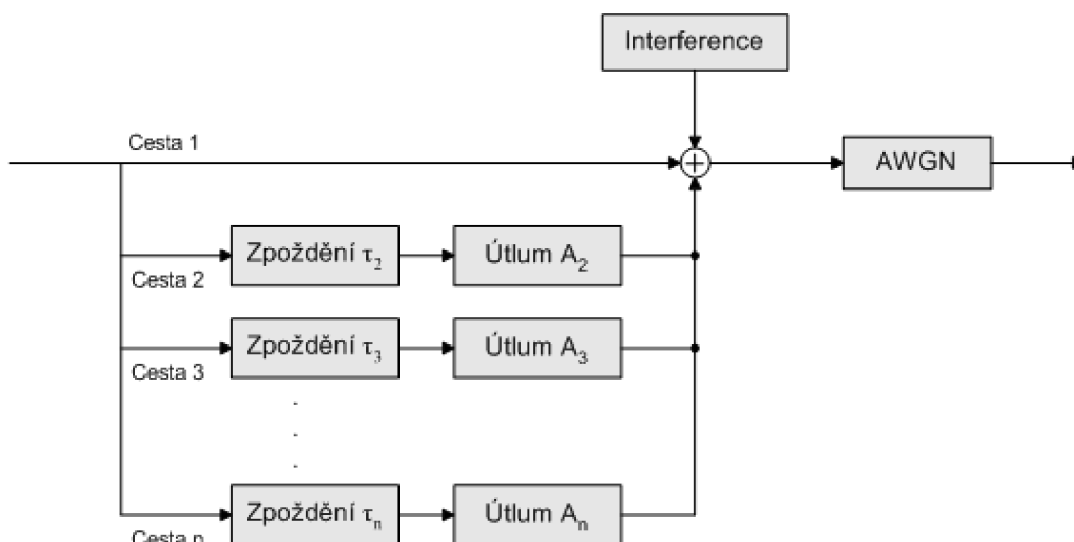 Interference
Cesta 1
AWGN
Zpoždění τ2
Útlum A2
Cesta 2
Zpoždění τ3
Útlum A3
Cesta 3
Zpoždění τn
Útlum An
Cesta n